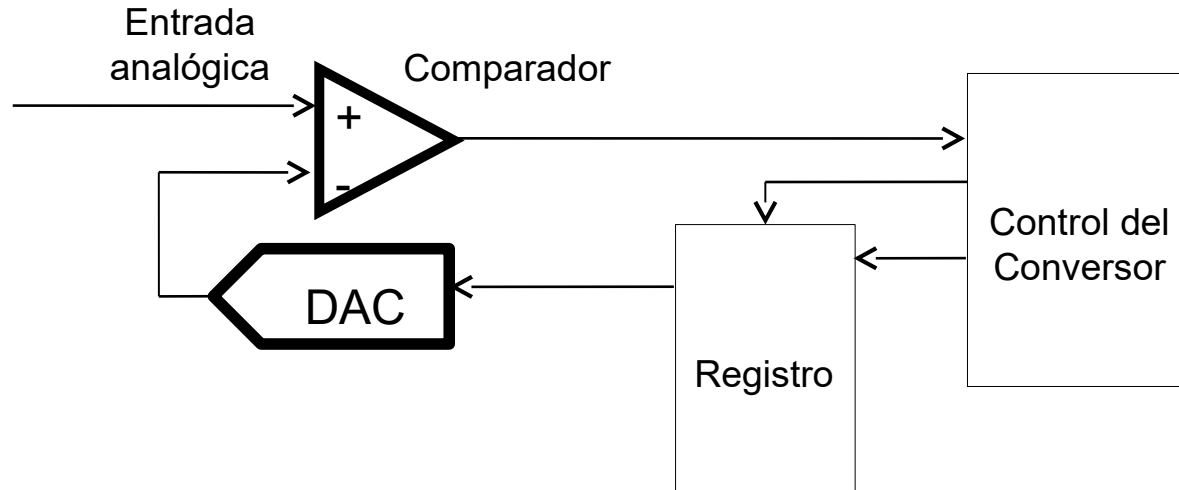 Entrada
analógica
Comparador
+
-
Control del
Conversor
DAC
Registro